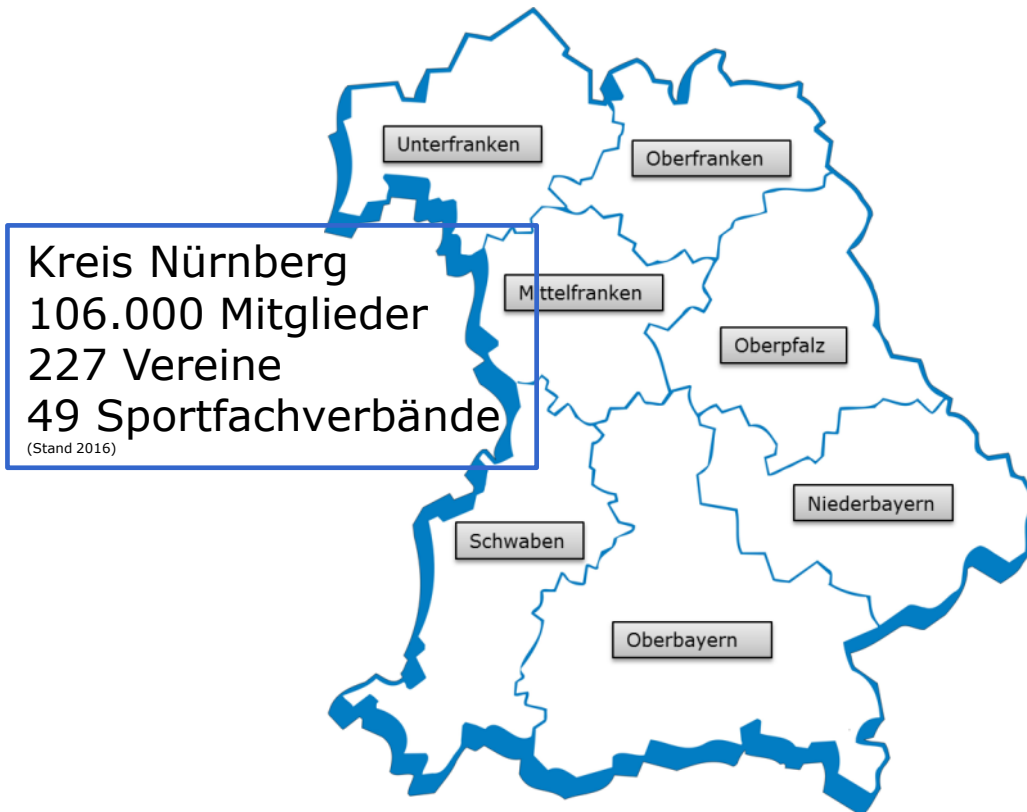 Unterfranken
Oberfranken
Kreis Nürnberg
106.000 Mitglieder
227 Vereine
49 Sportfachverbände
(Stand 2016)
Mittelfranken
Oberpfalz
Niederbayern
Schwaben
Oberbayern